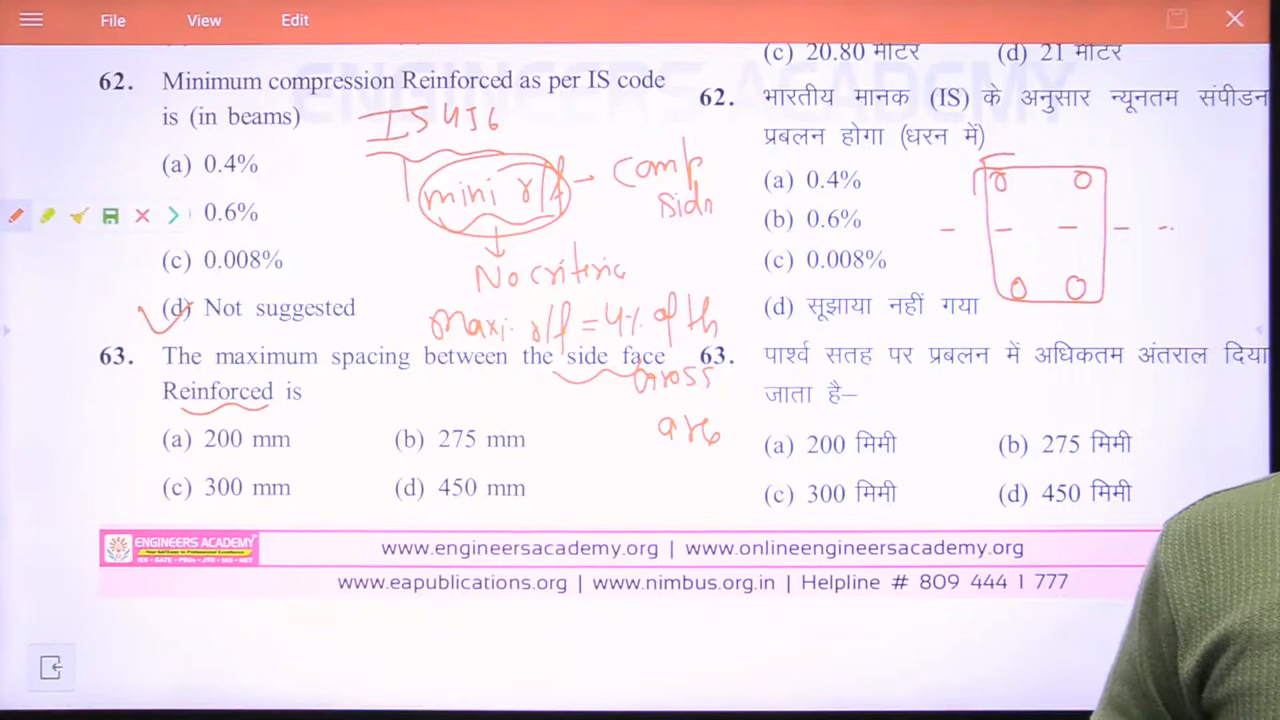 File View Edit
(c) 20.80 मीटर (d) 21 मीटर
ENGINEERS ACADEMY
62. Minimum compression Reinforced as per IS code
is (in beams)
(a) 0.4%
0.6%
(c) 0.008%
(d) Not suggested
IS 456
mini r/f - comp
side
No criteria
maxi. r/f = 4% of th
Gross
are
63. The maximum spacing between the side face
Reinforced is
(a) 200 mm (b) 275 mm
(c) 300 mm (d) 450 mm
62. भारतीय मानक (IS) के अनुसार न्यूनतम संपीडन
प्रबलन होगा (धरन में)
(a) 0.4%
(b) 0.6%
(c) 0.008%
(d) सूझाया नहीं गया
63. पार्श्व सतह पर प्रबलन में अधिकतम अंतराल दिया
जाता है–
(a) 200 मिमी (b) 275 मिमी
(c) 300 मिमी (d) 450 मिमी
ENGINEERS ACADEMY
www.engineersacademy.org | www.onlineengineersacademy.org
www.eapublications.org | www.nimbus.org.in | Helpline # 809 444 1 777